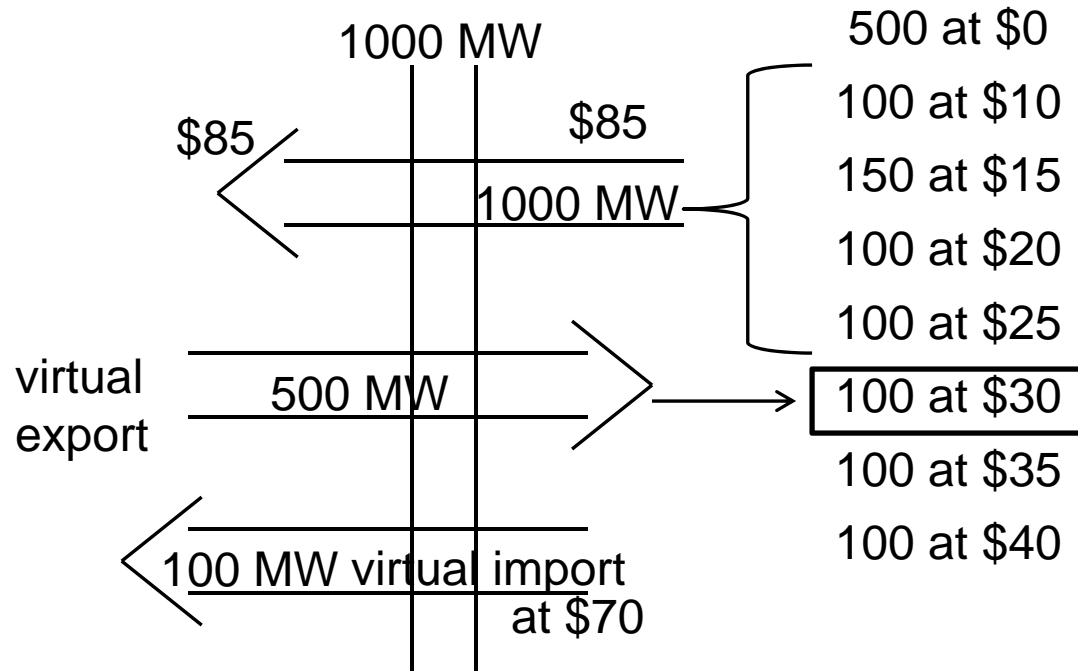 1000 MW
$85
$85
1000 MW
virtual
export
500 MW
100 MW virtual import
at $70
500 at $0
100 at $10
150 at $15
100 at $20
100 at $25
100 at $30
100 at $35
100 at $40